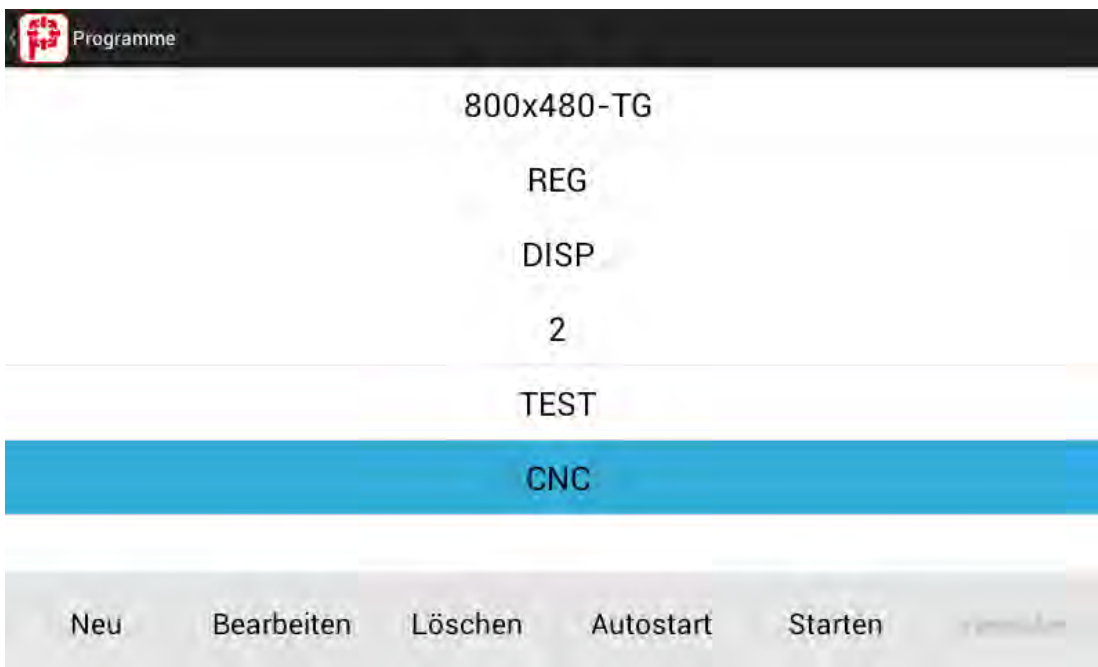 Programme
800x480-TG
REG
DISP
2
TEST
CNC
Neu Bearbeiten Löschen Autostart Starten